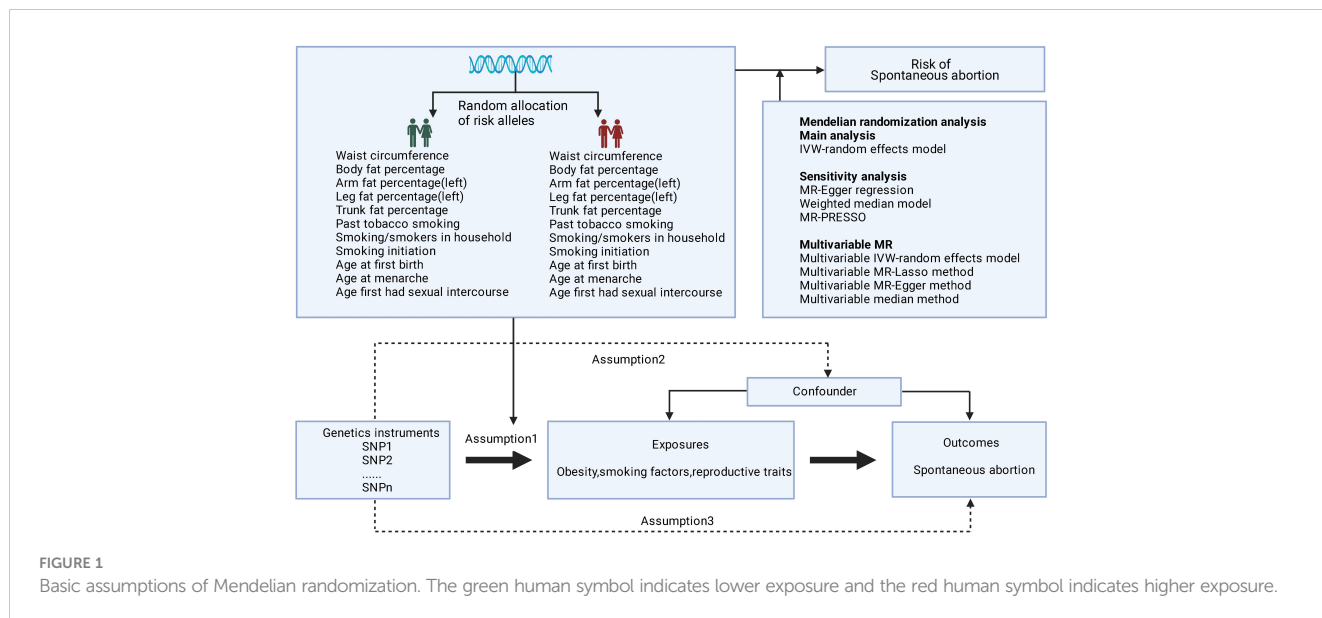 Random allocation
of risk alleles
Waist circumference
Body fat percentage
Arm fat percentage(left)
Leg fat percentage(left)
Trunk fat percentage
Past tobacco smoking
Smoking/smokers in household
Smoking initiation
Age at first birth
Age at menarche
Age first had sexual intercourse
Waist circumference
Body fat percentage
Arm fat percentage(left)
Leg fat percentage(left)
Trunk fat percentage
Past tobacco smoking
Smoking/smokers in household
Smoking initiation
Age at first birth
Age at menarche
Age first had sexual intercourse
Risk of
Spontaneous abortion
Mendelian randomization analysis
Main analysis
IVW-random effects model
Sensitivity analysis
MR-Egger regression
Weighted median model
MR-PRESSO
Multivariable MR
Multivariable IVW-random effects model
Multivariable MR-Lasso method
Multivariable MR-Egger method
Multivariable median method
Assumption2
Confounder
Genetics instruments
SNP1
SNP2
......
SNPn
Assumption1
Exposures
Obesity,smoking factors,reproductive traits
Outcomes
Spontaneous abortion
Assumption3
FIGURE 1
Basic assumptions of Mendelian randomization. The green human symbol indicates lower exposure and the red human symbol indicates higher exposure.